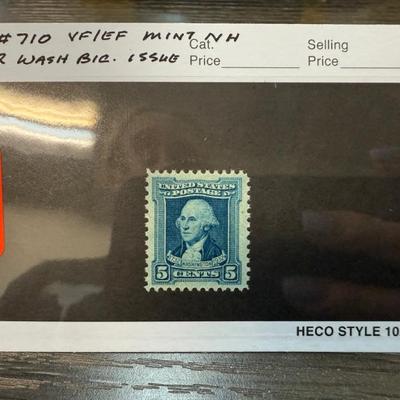 #710 VF/EF MINT NH
WASH BIC. ISSUE
Cat.
Price
Selling
Price
UNITED STATES
POSTAGE
5 CENTS 5
HECO STYLE 10